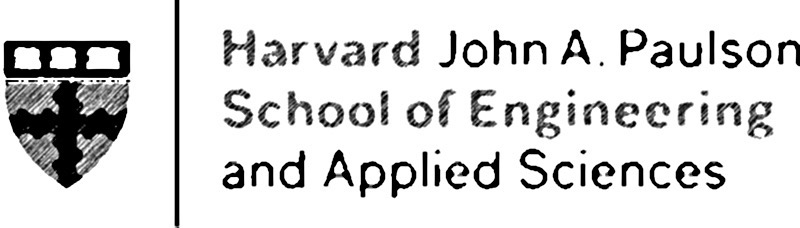 Harvard John A. Paulson
School of Engineering
and Applied Sciences